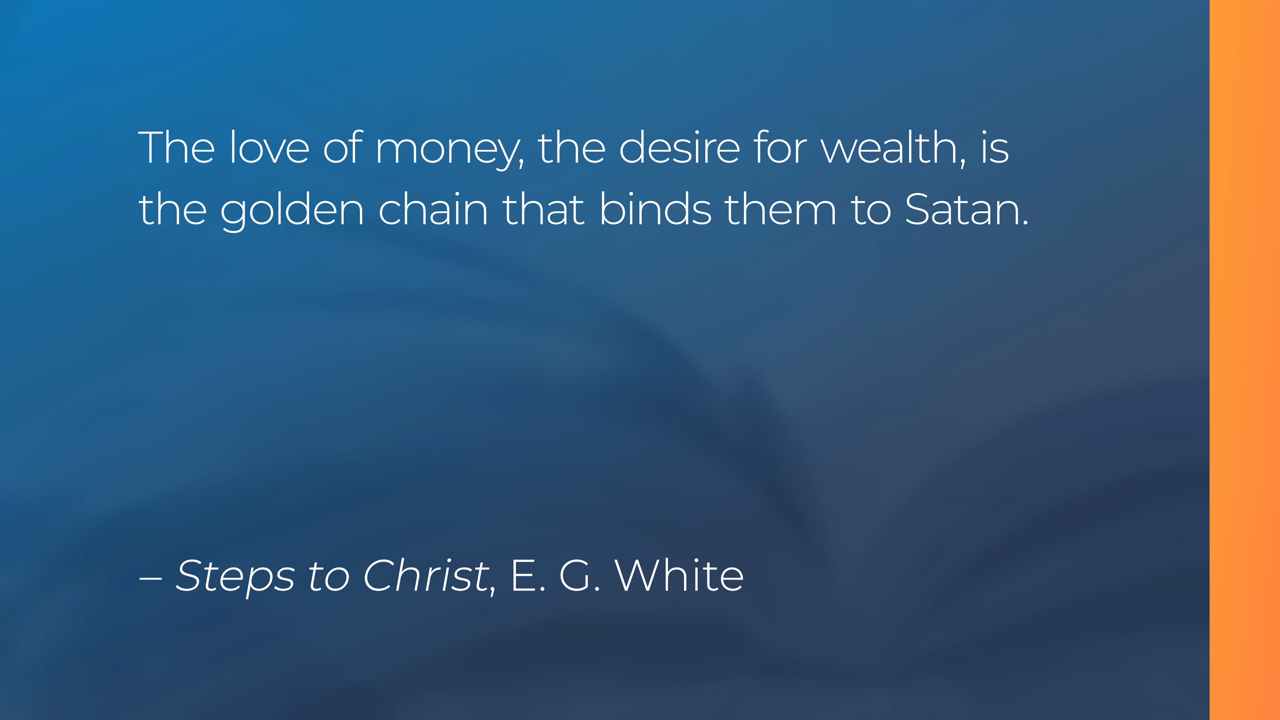 The love of money, the desire for wealth, is
the golden chain that binds them to Satan.
– Steps to Christ, E. G. White